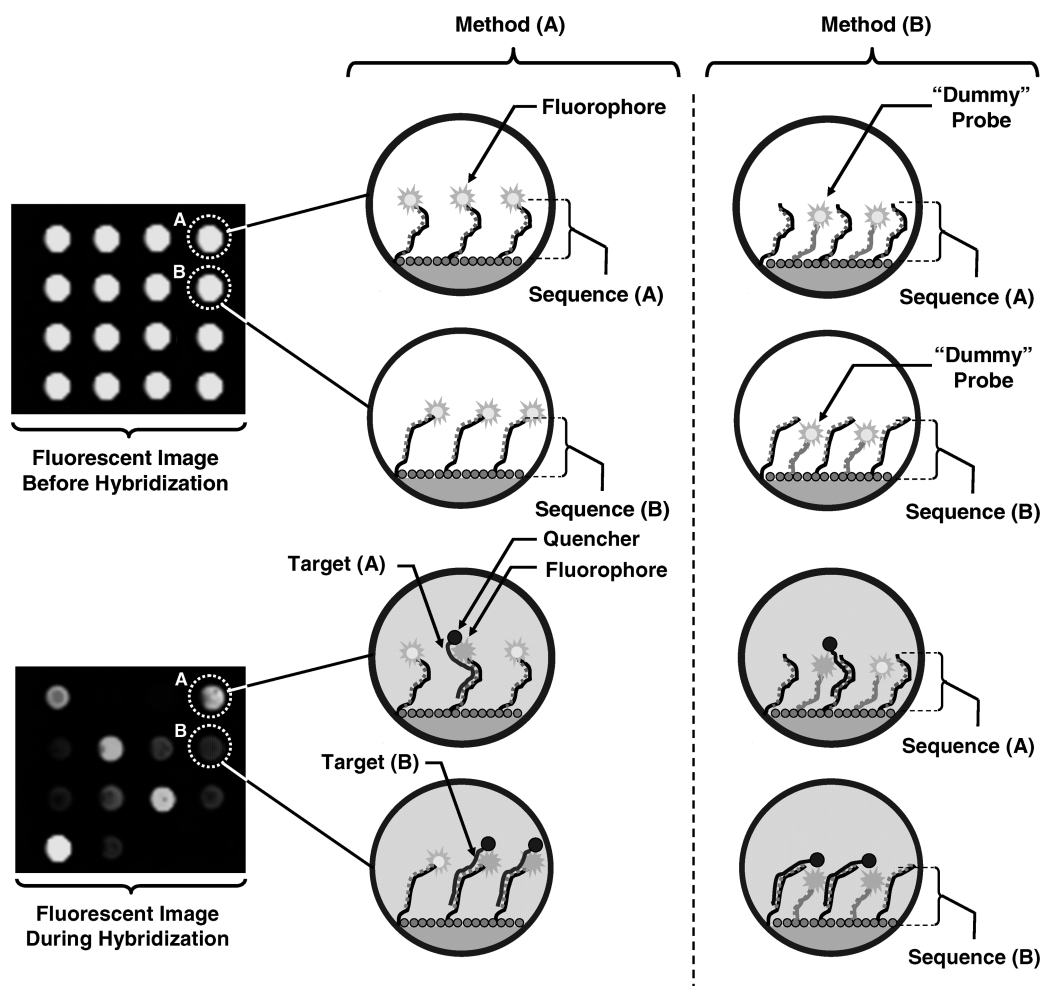 Method (A)
Method (B)
Fluorophore
“Dummy”
Probe
A
B
Sequence (A)
Sequence (A)
“Dummy”
Probe
Fluorescent Image
Before Hybridization
Sequence (B)
Sequence (B)
Quencher
Target (A)
Fluorophore
A
B
Sequence (A)
Target (B)
Fluorescent Image
During Hybridization
Sequence (B)